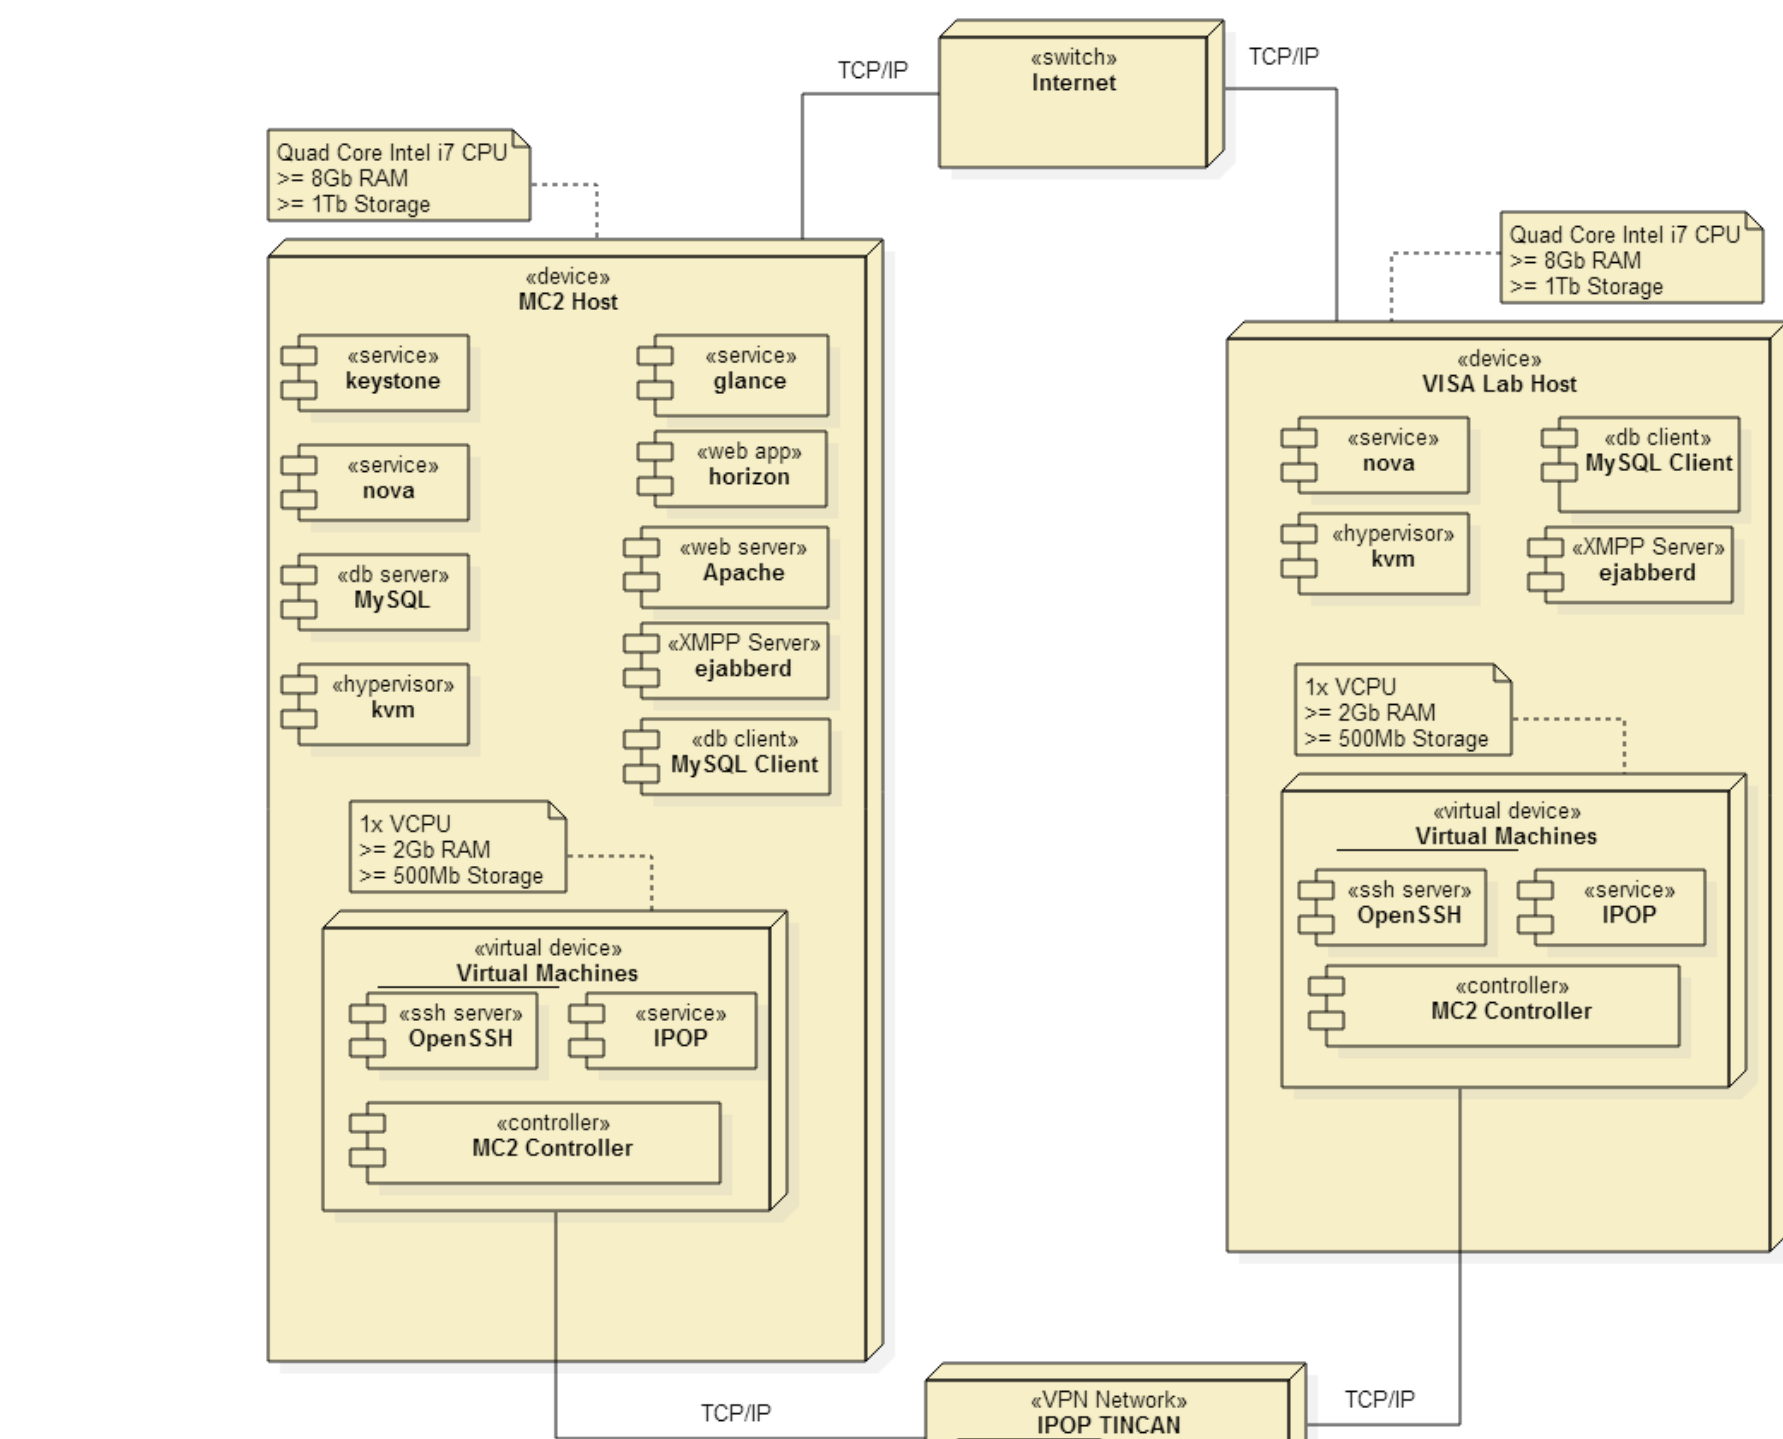 TCP/IP
«switch»
Internet
TCP/IP
Quad Core Intel i7 CPU
>= 8Gb RAM
>= 1Tb Storage
«device»
MC2 Host
«service»
keystone
«service»
glance
«service»
nova
«web app»
horizon
«db server»
MySQL
«web server»
Apache
«hypervisor»
kvm
«XMPP Server»
ejabberd
«db client»
MySQL Client
1x VCPU
>= 2Gb RAM
>= 500Mb Storage
«virtual device»
Virtual Machines
«ssh server»
OpenSSH
«service»
IPOP
«controller»
MC2 Controller
Quad Core Intel i7 CPU
>= 8Gb RAM
>= 1Tb Storage
«device»
VISA Lab Host
«service»
nova
«db client»
MySQL Client
«hypervisor»
kvm
«XMPP Server»
ejabberd
1x VCPU
>= 2Gb RAM
>= 500Mb Storage
«virtual device»
Virtual Machines
«ssh server»
OpenSSH
«service»
IPOP
«controller»
MC2 Controller
TCP/IP
«VPN Network»
IPOP TINCAN
TCP/IP